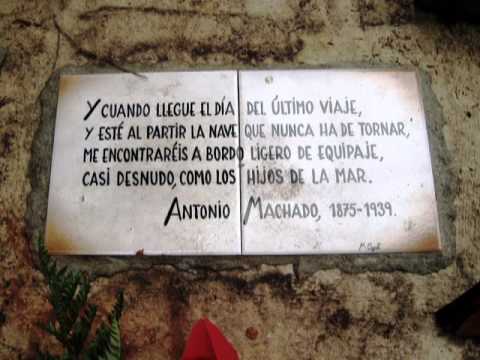 Y CUANDO LLEGUE EL DÍA DEL ÚLTIMO VIAJE,
Y ESTÉ AL PARTIR LA NAVE QUE NUNCA HA DE TORNAR,
ME ENCONTRARÉIS A BORDO LIGERO DE EQUIPAJE,
CASI DESNUDO, COMO LOS HIJOS DE LA MAR.
ANTONIO MACHADO, 1875-1939.